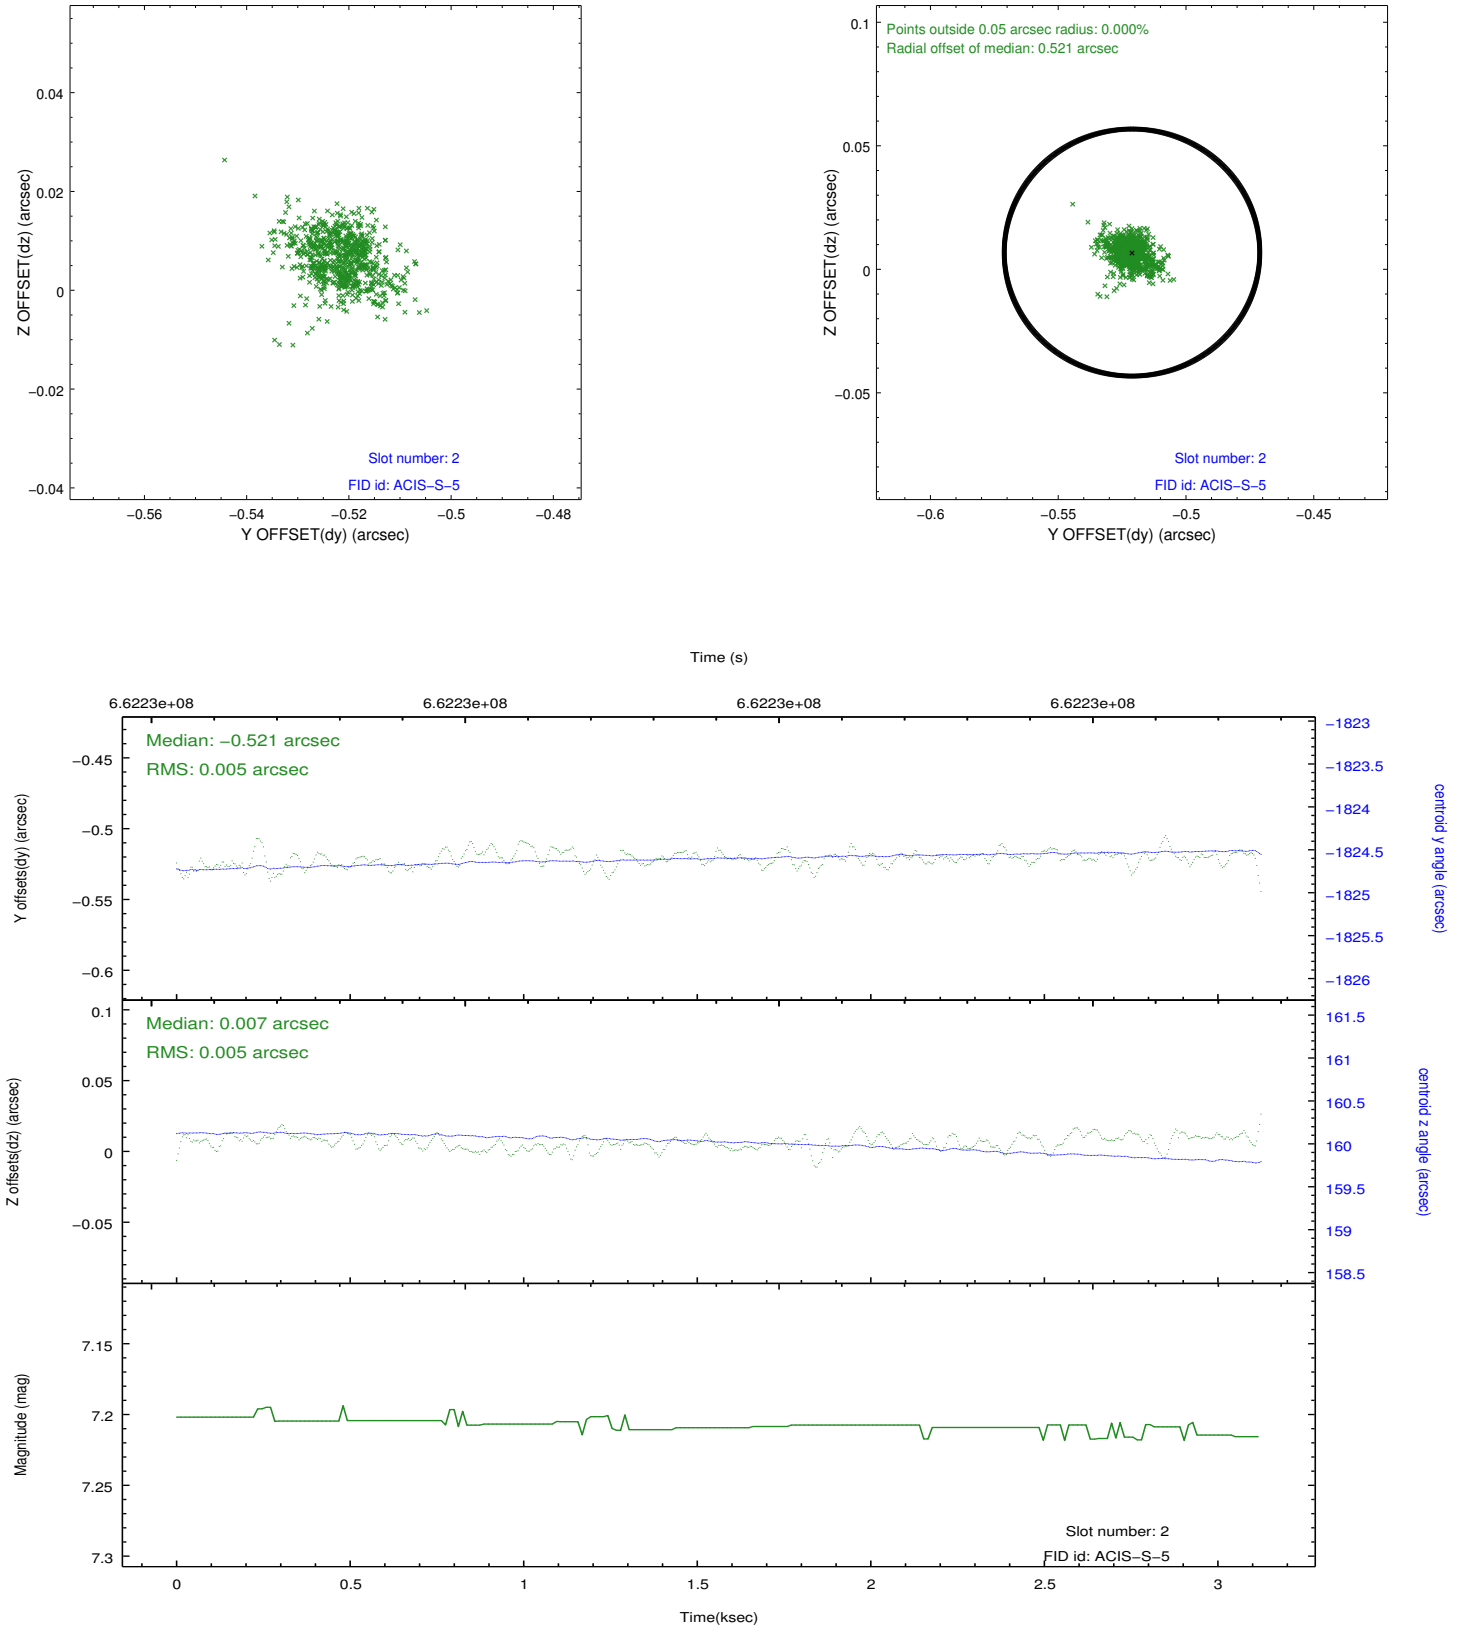 0.04
0.02
0
−0.02
−0.04
Z OFFSET(dz) (arcsec)
Slot number: 2
FID id: ACIS−S−5
−0.56
−0.54
−0.52
−0.5
−0.48
Y OFFSET(dy) (arcsec)
Points outside 0.05 arcsec radius: 0.000%
Radial offset of median: 0.521 arcsec
0.1
0.05
0
−0.05
Z OFFSET(dz) (arcsec)
Slot number: 2
FID id: ACIS−S−5
−0.6
−0.55
−0.5
−0.45
Y OFFSET(dy) (arcsec)
Time (s)
6.6223e+08
6.6223e+08
6.6223e+08
6.6223e+08
Median: −0.521 arcsec
RMS: 0.005 arcsec
−0.45
−0.5
−0.55
−0.6
Y offsets(dy) (arcsec)
−1823
−1823.5
−1824
−1824.5
−1825
−1825.5
−1826
centroid y angle (arcsec)
Median: 0.007 arcsec
RMS: 0.005 arcsec
0.1
0.05
0
−0.05
Z offsets(dz) (arcsec)
161.5
161
160.5
160
159.5
159
158.5
centroid z angle (arcsec)
7.15
7.2
7.25
7.3
Magnitude (mag)
Slot number: 2
FID id: ACIS−S−5
0
0.5
1
1.5
2
2.5
3
Time(ksec)